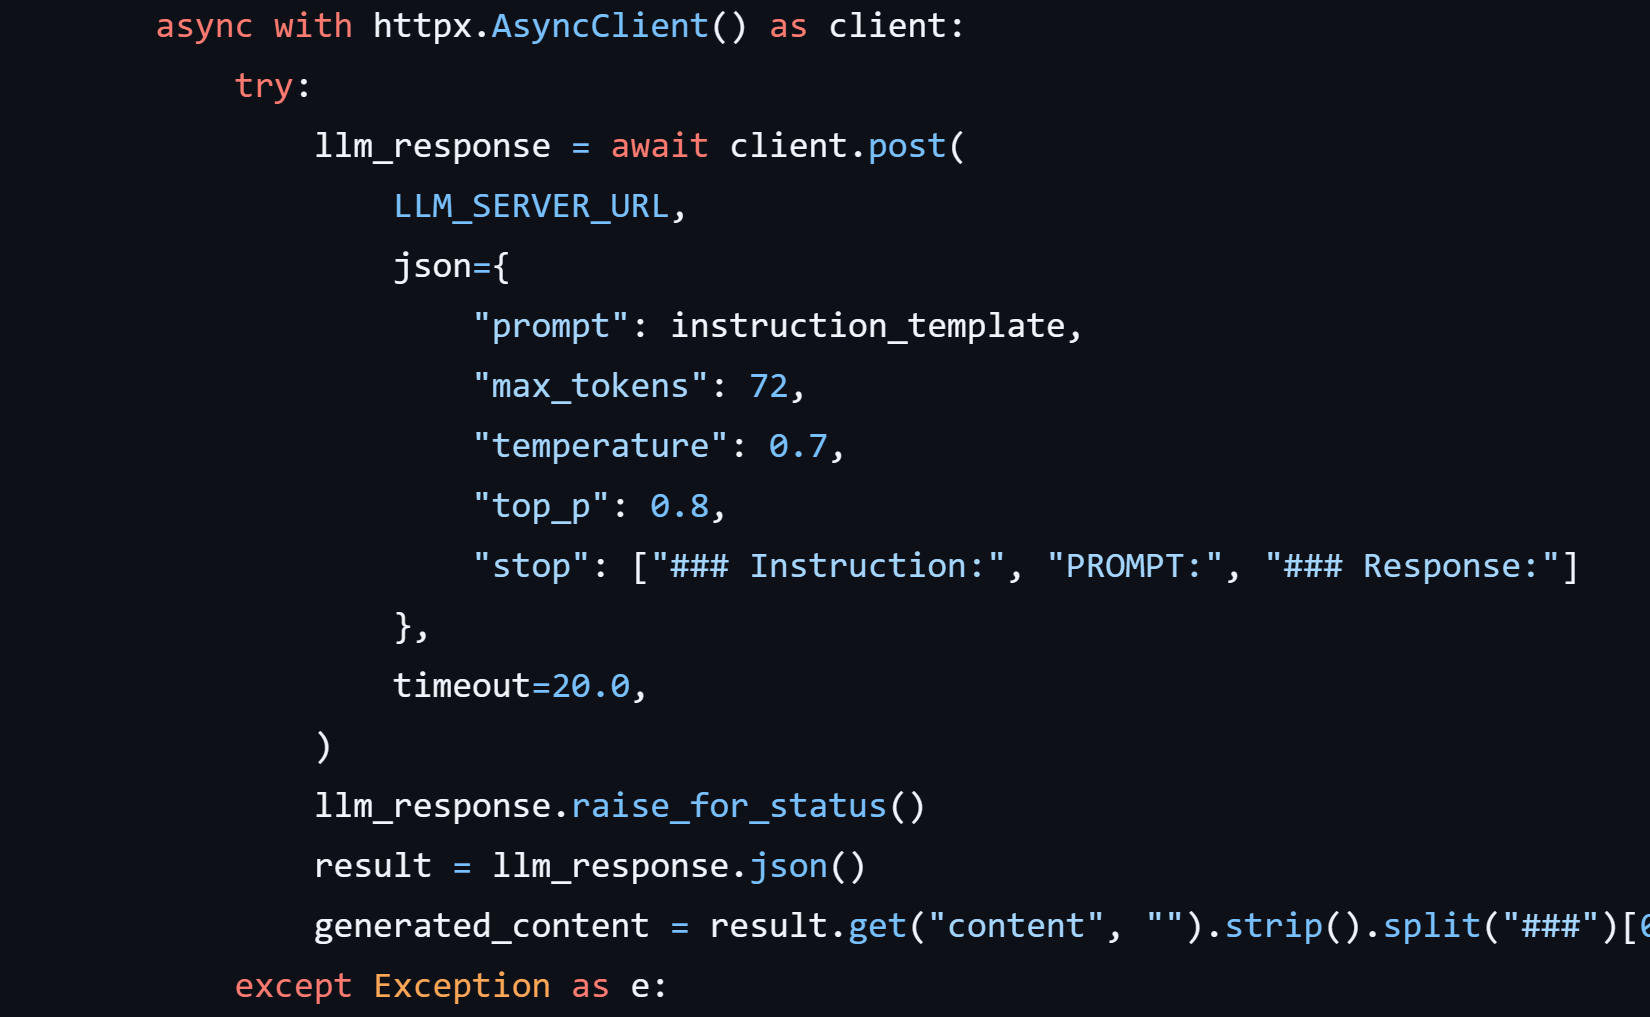 async with httpx.AsyncClient() as client:
try:
llm_response = await client.post(
LLM_SERVER_URL,
json={
"prompt": instruction_template,
"max_tokens": 72,
"temperature": 0.7,
"top_p": 0.8,
"stop": ["### Instruction:", "PROMPT:", "### Response:"]
},
timeout=20.0,
)
llm_response.raise_for_status()
result = llm_response.json()
generated_content = result.get("content", "").strip().split("###")[0
except Exception as e: